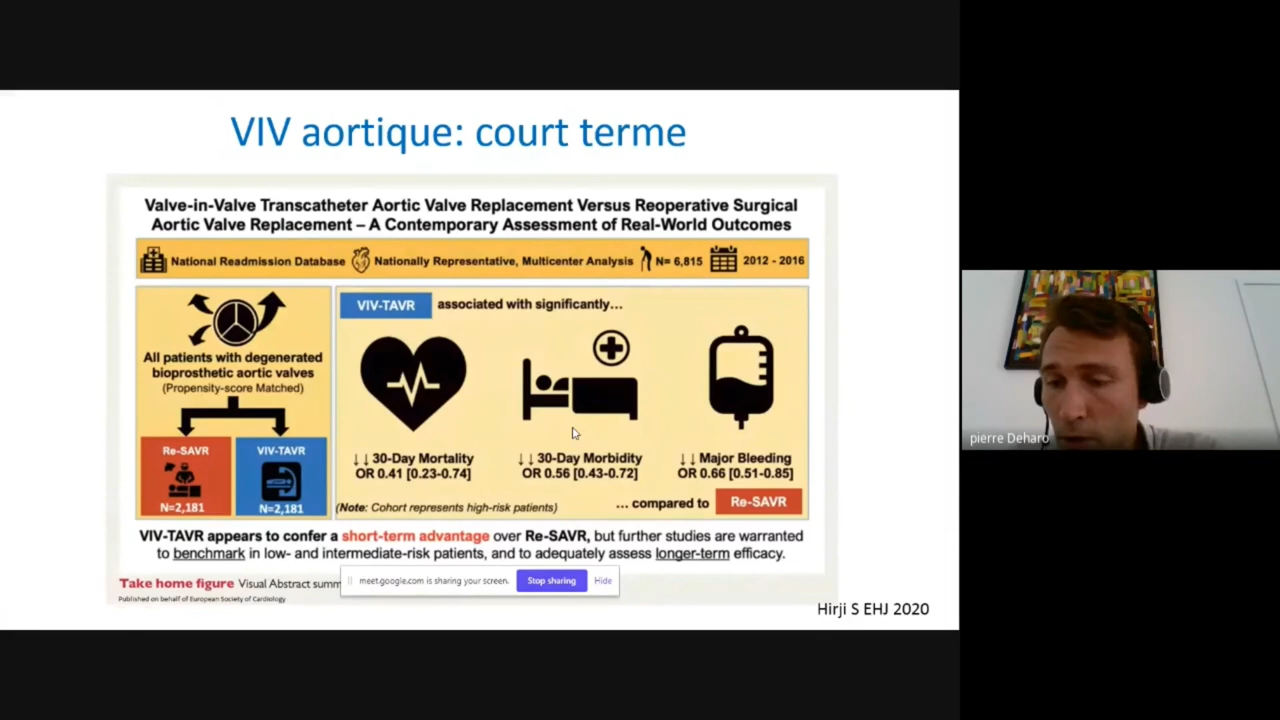 VIV aortique: court terme
Valve-in-Valve Transcatheter Aortic Valve Replacement Versus Reoperative Surgical
Aortic Valve Replacement – A Contemporary Assessment of Real-World Outcomes
National Readmission Database
Nationally Representative, Multicenter Analysis
N= 6,815
2012 - 2016
All patients with degenerated
bioprosthetic aortic valves
(Propensity-score Matched)
Re-SAVR
N=2,181
VIV-TAVR
N=2,181
VIV-TAVR
associated with significantly...
↓↓30-Day Mortality
OR 0.41 [0.23-0.74]
↓↓30-Day Morbidity
OR 0.56 [0.43-0.72]
↓↓Major Bleeding
OR 0.66 [0.51-0.85]
(Note: Cohort represents high-risk patients)
... compared to
Re-SAVR
VIV-TAVR appears to confer a short-term advantage over Re-SAVR, but further studies are warranted
to benchmark in low- and intermediate-risk patients, and to adequately assess longer-term efficacy.
Take home figure Visual Abstract summ
Published on behalf of European Society of Cardiology
meet.google.com is sharing your screen.
Stop sharing
Hide
Hirji S EHJ 2020
pierre Deharo